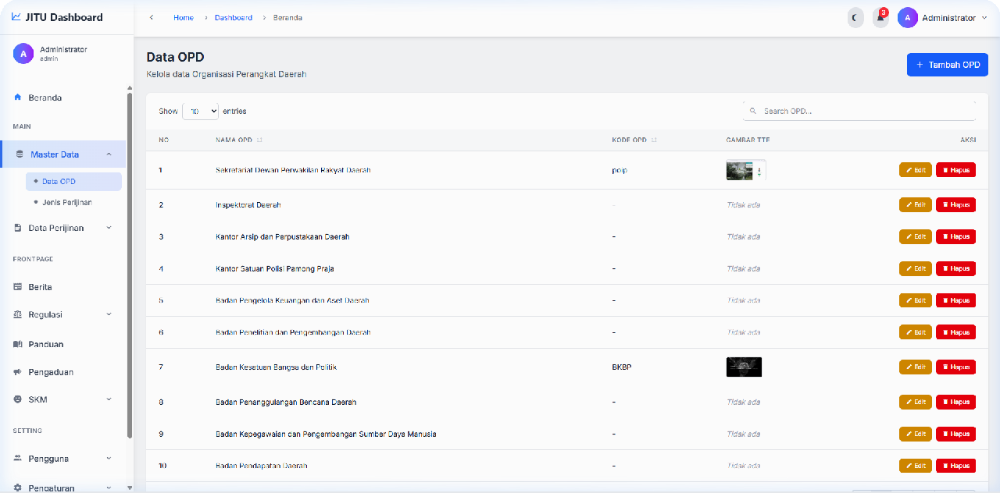 JITU Dashboard
Home
Dashboard
Beranda
3
A
Administrator
A
Administrator
admin
Beranda
MAIN
Master Data
Data OPD
Jenis Perijinan
Data Perijinan
FRONTPAGE
Berita
Regulasi
Panduan
Pengaduan
SKM
SETTING
Pengguna
Pengaturan
Data OPD
Kelola data Organisasi Perangkat Daerah
+ Tambah OPD
Show 10 entries
Search OPD...
NO NAMA OPD KODE OPD GAMBAR TTE AKSI
1 Sekretariat Dewan Perwakilan Rakyat Daerah poip Edit Hapus
2 Inspektorat Daerah - Tidak ada Edit Hapus
3 Kantor Arsip dan Perpustakaan Daerah - Tidak ada Edit Hapus
4 Kantor Satuan Polisi Pamong Praja - Tidak ada Edit Hapus
5 Badan Pengelola Keuangan dan Aset Daerah - Tidak ada Edit Hapus
6 Badan Penelitian dan Pengembangan Daerah - Tidak ada Edit Hapus
7 Badan Kesatuan Bangsa dan Politik BKBP Edit Hapus
8 Badan Penanggulangan Bencana Daerah - Tidak ada Edit Hapus
9 Badan Kepegawaian dan Pengembangan Sumber Daya Manusia - Tidak ada Edit Hapus
10 Badan Pendapatan Daerah - Tidak ada Edit Hapus